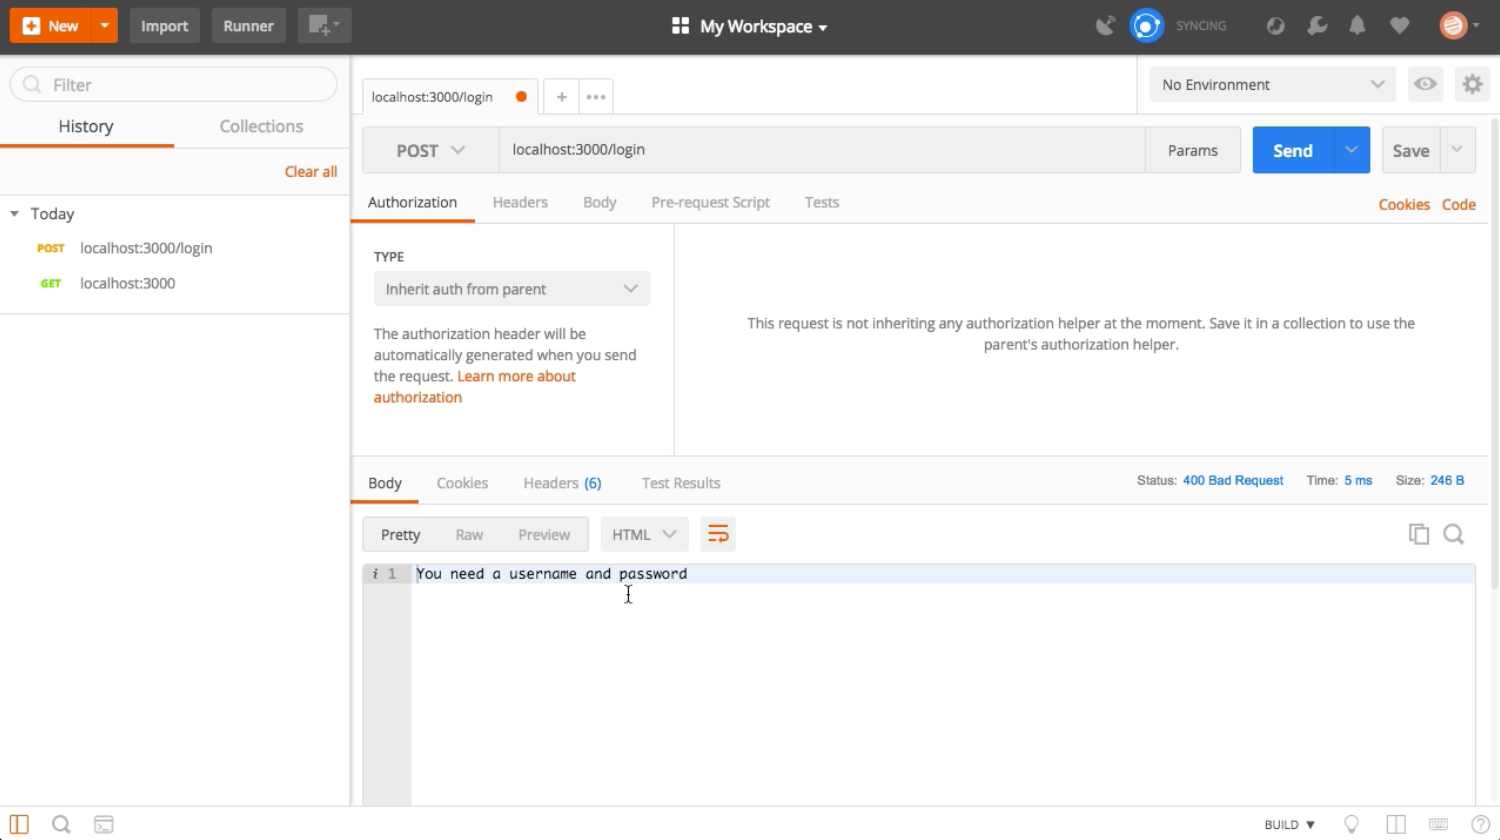 New
Import
Runner
My Workspace
SYNCING
Filter
History
Collections
Clear all
Today
POST localhost:3000/login
GET localhost:3000
localhost:3000/login
No Environment
POST
localhost:3000/login
Params
Send
Save
Authorization
Headers
Body
Pre-request Script
Tests
Cookies
Code
TYPE
Inherit auth from parent
The authorization header will be
automatically generated when you send
the request. Learn more about
authorization
This request is not inheriting any authorization helper at the moment. Save it in a collection to use the
parent's authorization helper.
Body
Cookies
Headers (6)
Test Results
Status: 400 Bad Request
Time: 5 ms
Size: 246 B
Pretty
Raw
Preview
HTML
i 1 You need a username and password
BUILD